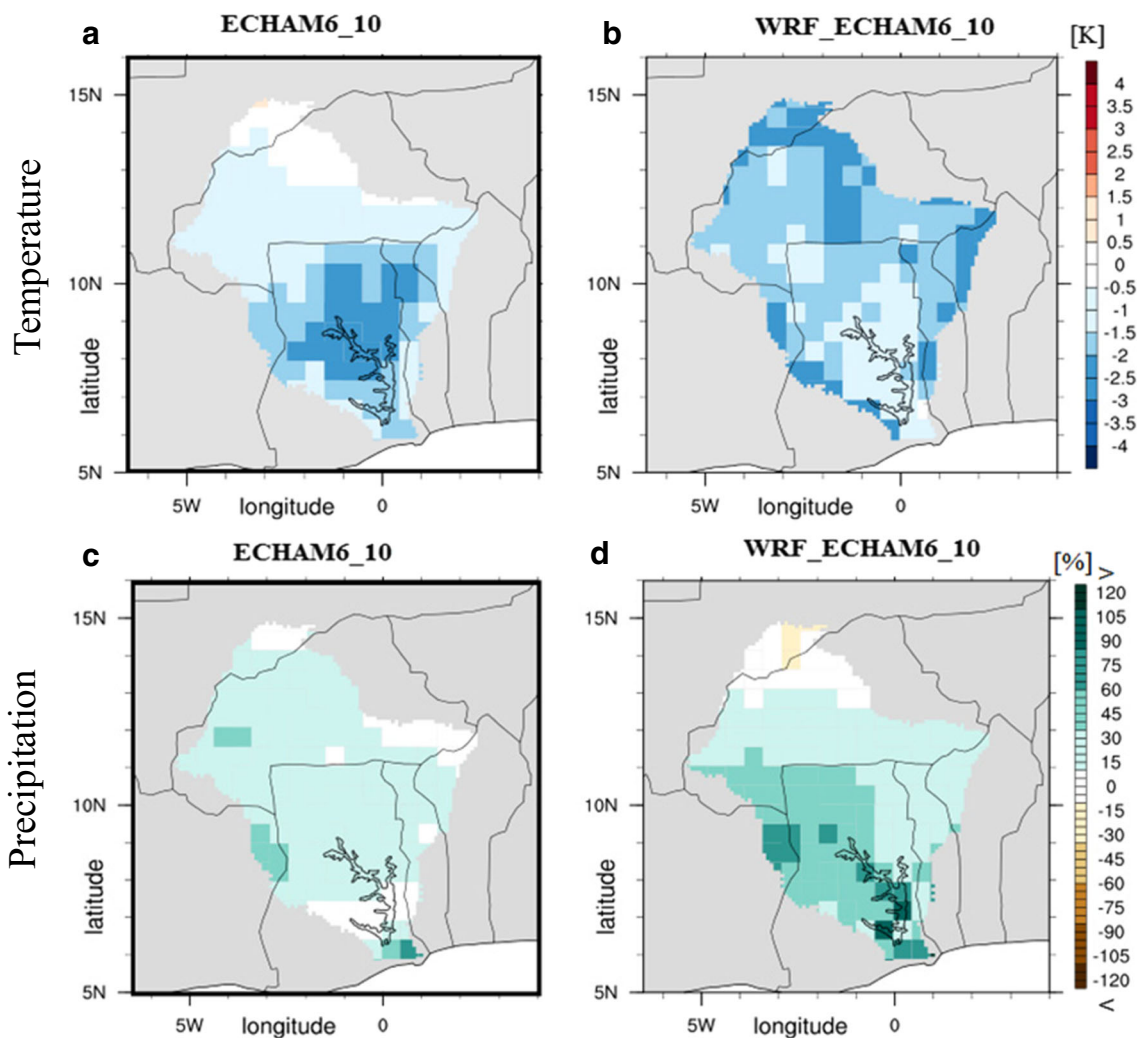 a ECHAM6_10
b WRF_ECHAM6_10 [K]
Temperature
latitude
15N
10N
5N
5W longitude 0
latitude
15N
10N
5N
5W longitude 0
4
3.5
3
2.5
2
1.5
1
0.5
0
-0.5
-1
-1.5
-2
-2.5
-3
-3.5
-4
c ECHAM6_10
d WRF_ECHAM6_10 [%]
Precipitation
latitude
15N
10N
5N
5W longitude 0
latitude
15N
10N
5N
5W longitude 0
>
120
105
90
75
60
45
30
15
0
-15
-30
-45
-60
-75
-90
-105
-120
<